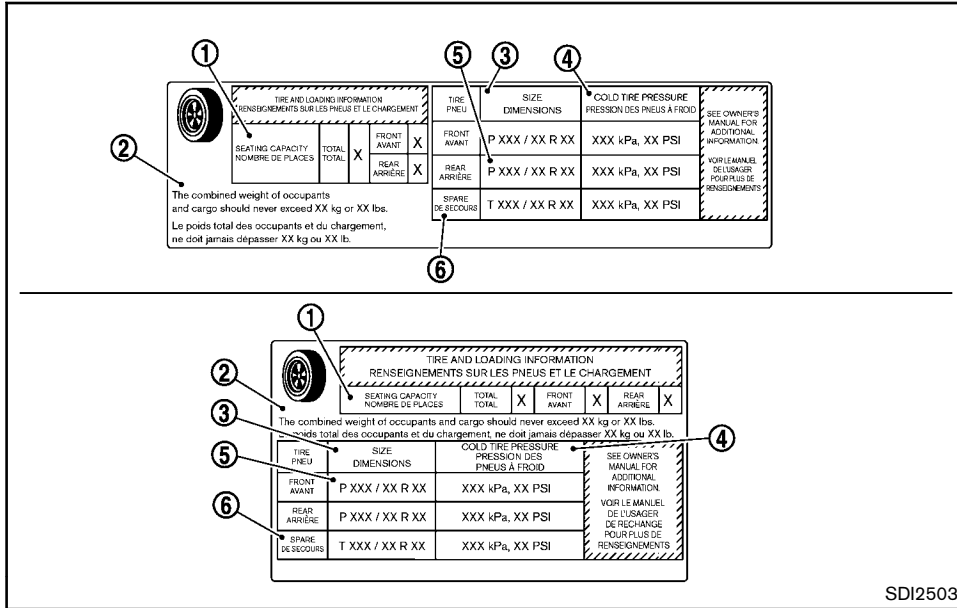 ① ⑤ ③ ④
②
TIRE AND LOADING INFORMATION
RENSEIGNEMENTS SUR LES PNEUS ET LE CHARGEMENT
SEATING CAPACITY
NOMBRE DE PLACES
TOTAL
TOTAL
X
FRONT
AVANT
X
REAR
ARRIÈRE
X
The combined weight of occupants
and cargo should never exceed XX kg or XX lbs.
Le poids total des occupants et du chargement,
ne doit jamais dépasser XX kg ou XX lb.
TIRE
PNEU
SIZE
DIMENSIONS
COLD TIRE PRESSURE
PRESSION DES PNEUS À FROID
FRONT
AVANT
P XXX / XX R XX
XXX kPa, XX PSI
REAR
ARRIÈRE
P XXX / XX R XX
XXX kPa, XX PSI
SPARE
DE SECOURS
T XXX / XX R XX
XXX kPa, XX PSI
SEE OWNER'S
MANUAL FOR
ADDITIONAL
INFORMATION.
VOIR LE MANUEL
DE L'USAGER
POUR PLUS DE
RENSEIGNEMENTS
⑥
①
②
③
④
⑤
⑥
TIRE AND LOADING INFORMATION
RENSEIGNEMENTS SUR LES PNEUS ET LE CHARGEMENT
SEATING CAPACITY
NOMBRE DE PLACES
TOTAL
TOTAL
X
FRONT
AVANT
X
REAR
ARRIÈRE
X
The combined weight of occupants and cargo should never exceed XX kg or XX lbs.
Le poids total des occupants et du chargement, ne doit jamais dépasser XX kg ou XX lb.
TIRE
PNEU
SIZE
DIMENSIONS
COLD TIRE PRESSURE
PRESSION DES
PNEUS À FROID
FRONT
AVANT
P XXX / XX R XX
XXX kPa, XX PSI
REAR
ARRIÈRE
P XXX / XX R XX
XXX kPa, XX PSI
SPARE
DE SECOURS
T XXX / XX R XX
XXX kPa, XX PSI
SEE OWNER'S
MANUAL FOR
ADDITIONAL
INFORMATION.
VOIR LE MANUEL
DE L'USAGER
DE RECHANGE
POUR PLUS DE
RENSEIGNEMENTS
SDI2503